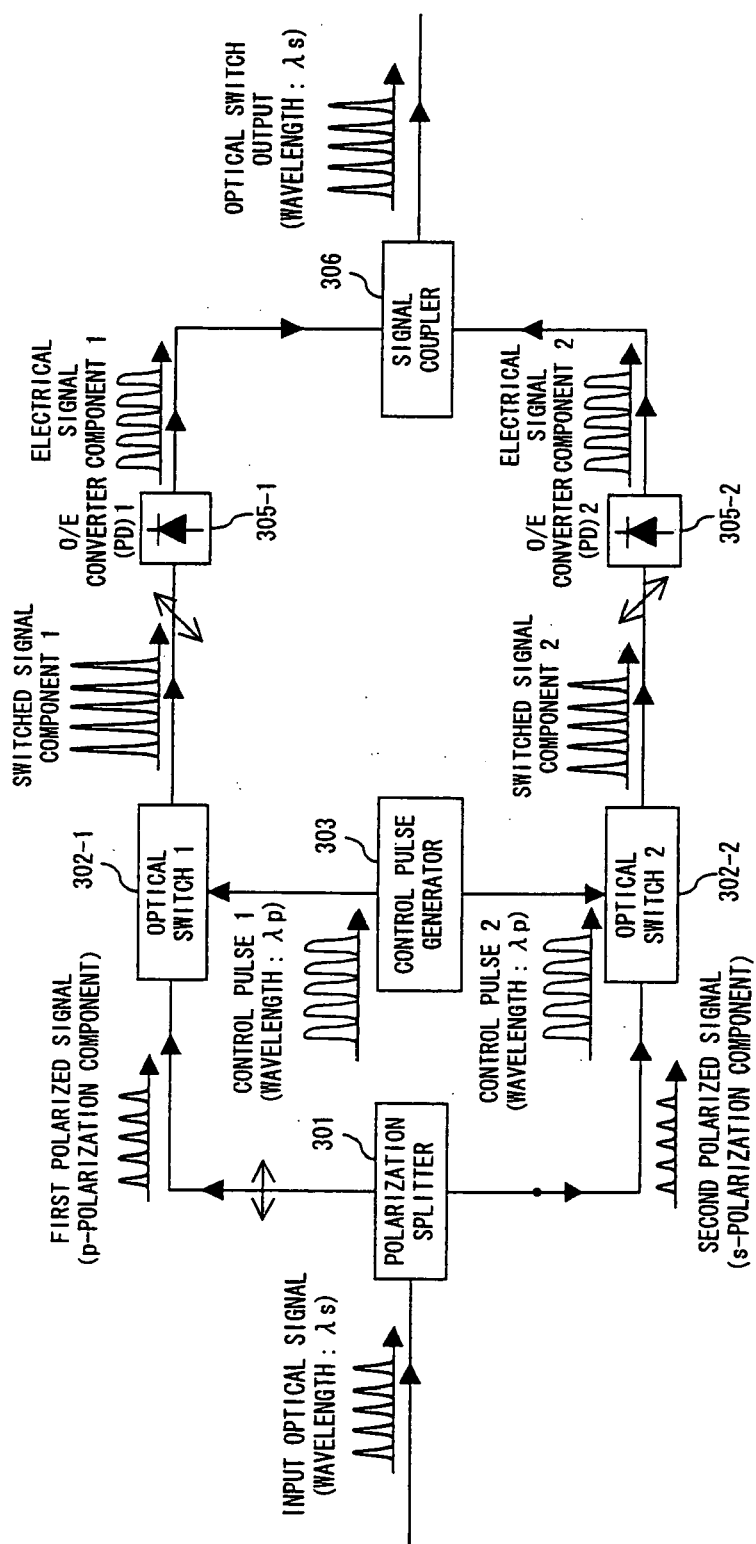 INPUT OPTICAL SIGNAL
(WAVELENGTH : λs)
301
POLARIZATION
SPLITTER
FIRST POLARIZED SIGNAL
(p-POLARIZATION COMPONENT)
SECOND POLARIZED SIGNAL
(s-POLARIZATION COMPONENT)
302-1
OPTICAL
SWITCH 1
CONTROL PULSE 1
(WAVELENGTH : λp)
303
CONTROL PULSE
GENERATOR
CONTROL PULSE 2
(WAVELENGTH : λp)
OPTICAL
SWITCH 2
302-2
SWITCHED SIGNAL
COMPONENT 1
SWITCHED SIGNAL
COMPONENT 2
O/E
CONVERTER
(PD)1
305-1
ELECTRICAL
SIGNAL
COMPONENT 1
O/E
CONVERTER
(PD)2
305-2
ELECTRICAL
SIGNAL
COMPONENT 2
306
SIGNAL
COUPLER
OPTICAL SWITCH
OUTPUT
(WAVELENGTH : λs)